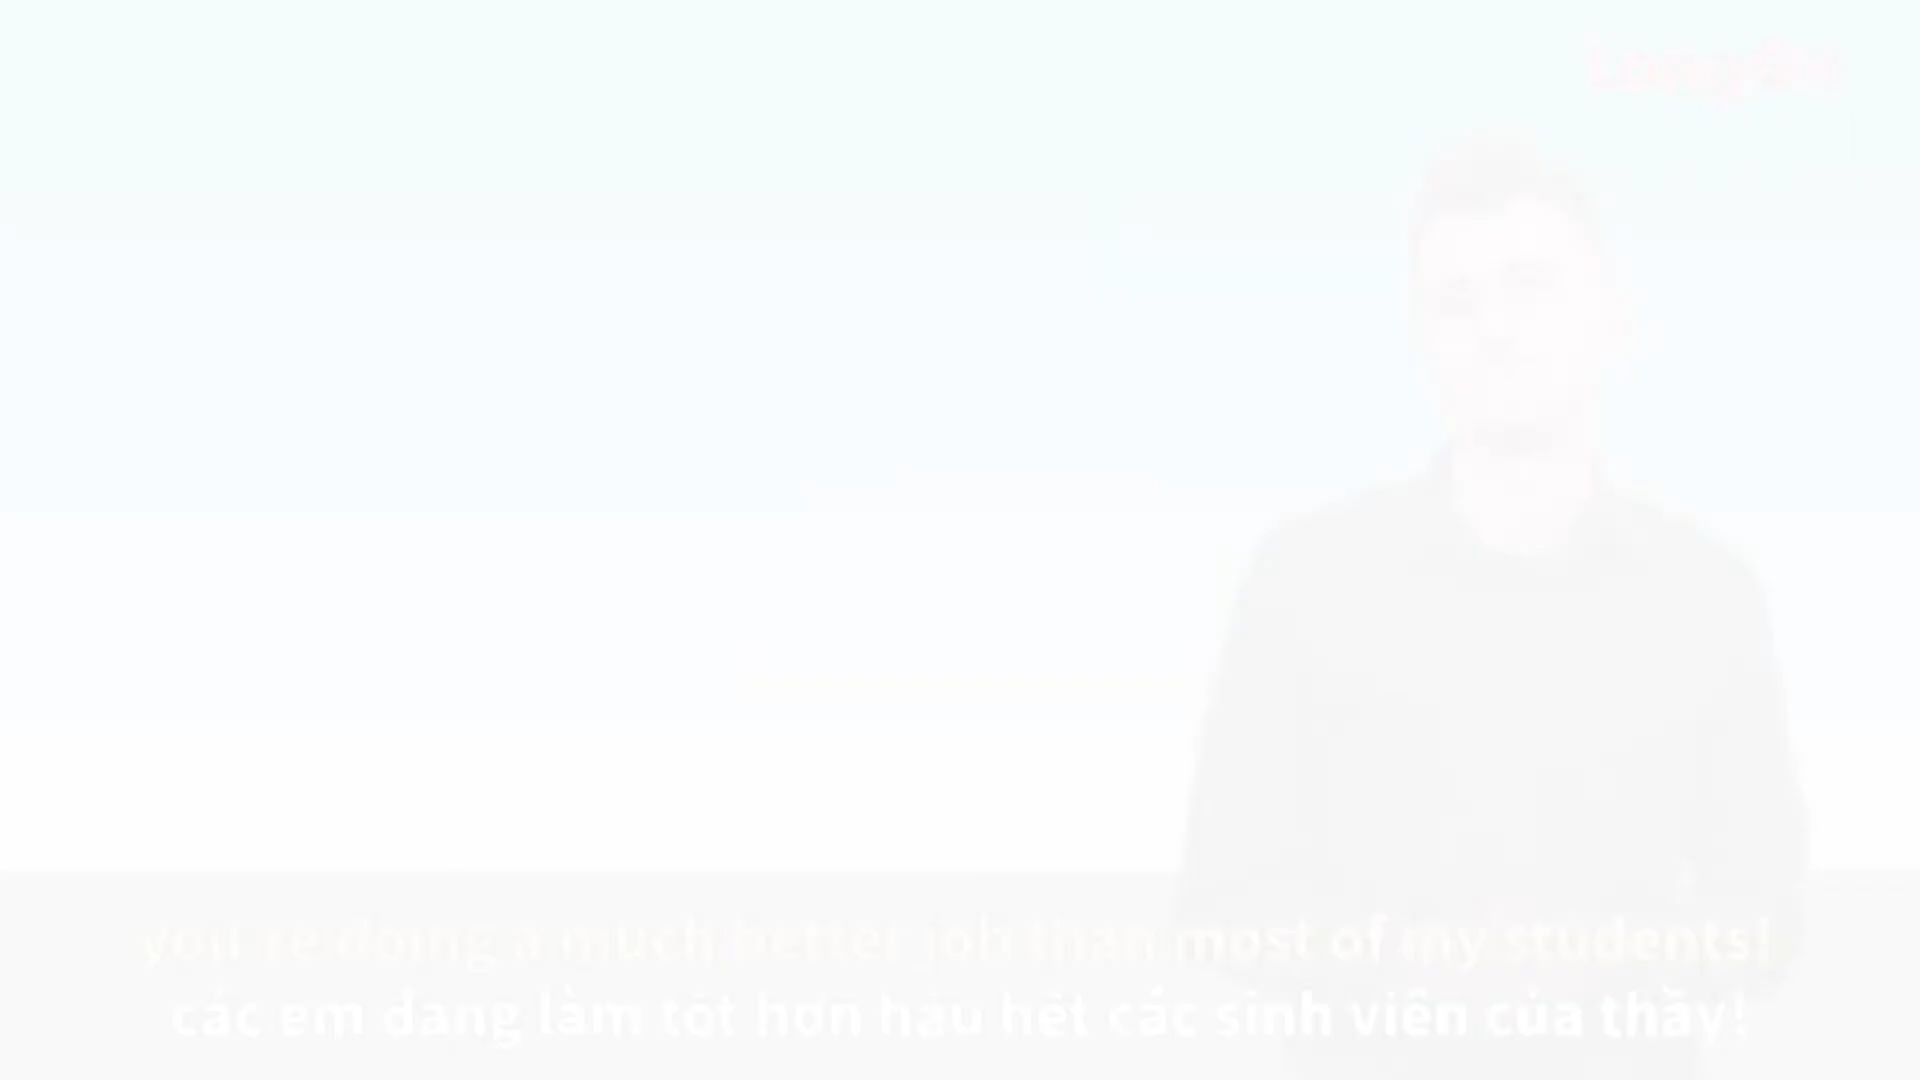 you're doing a much better job than most of my students!
các em đang làm tốt hơn hầu hết các sinh viên của thầy!